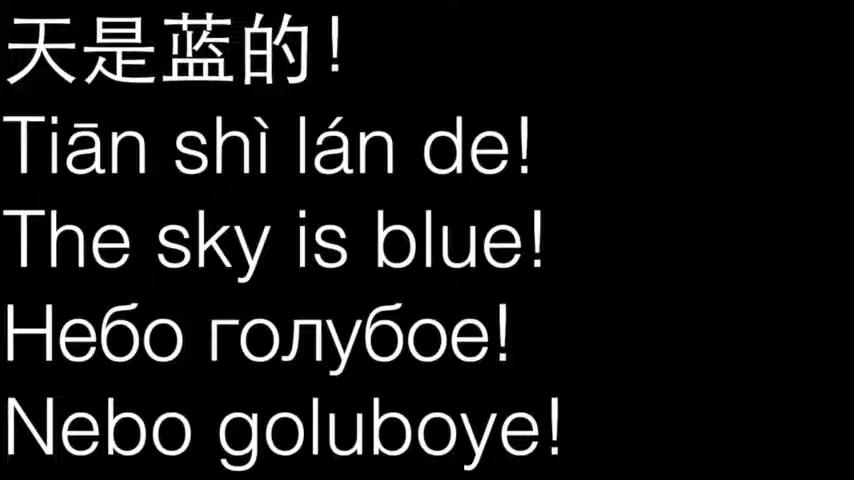 天是蓝的！
Tiān shì lán de!
The sky is blue!
Небо голубое!
Nebo goluboye!